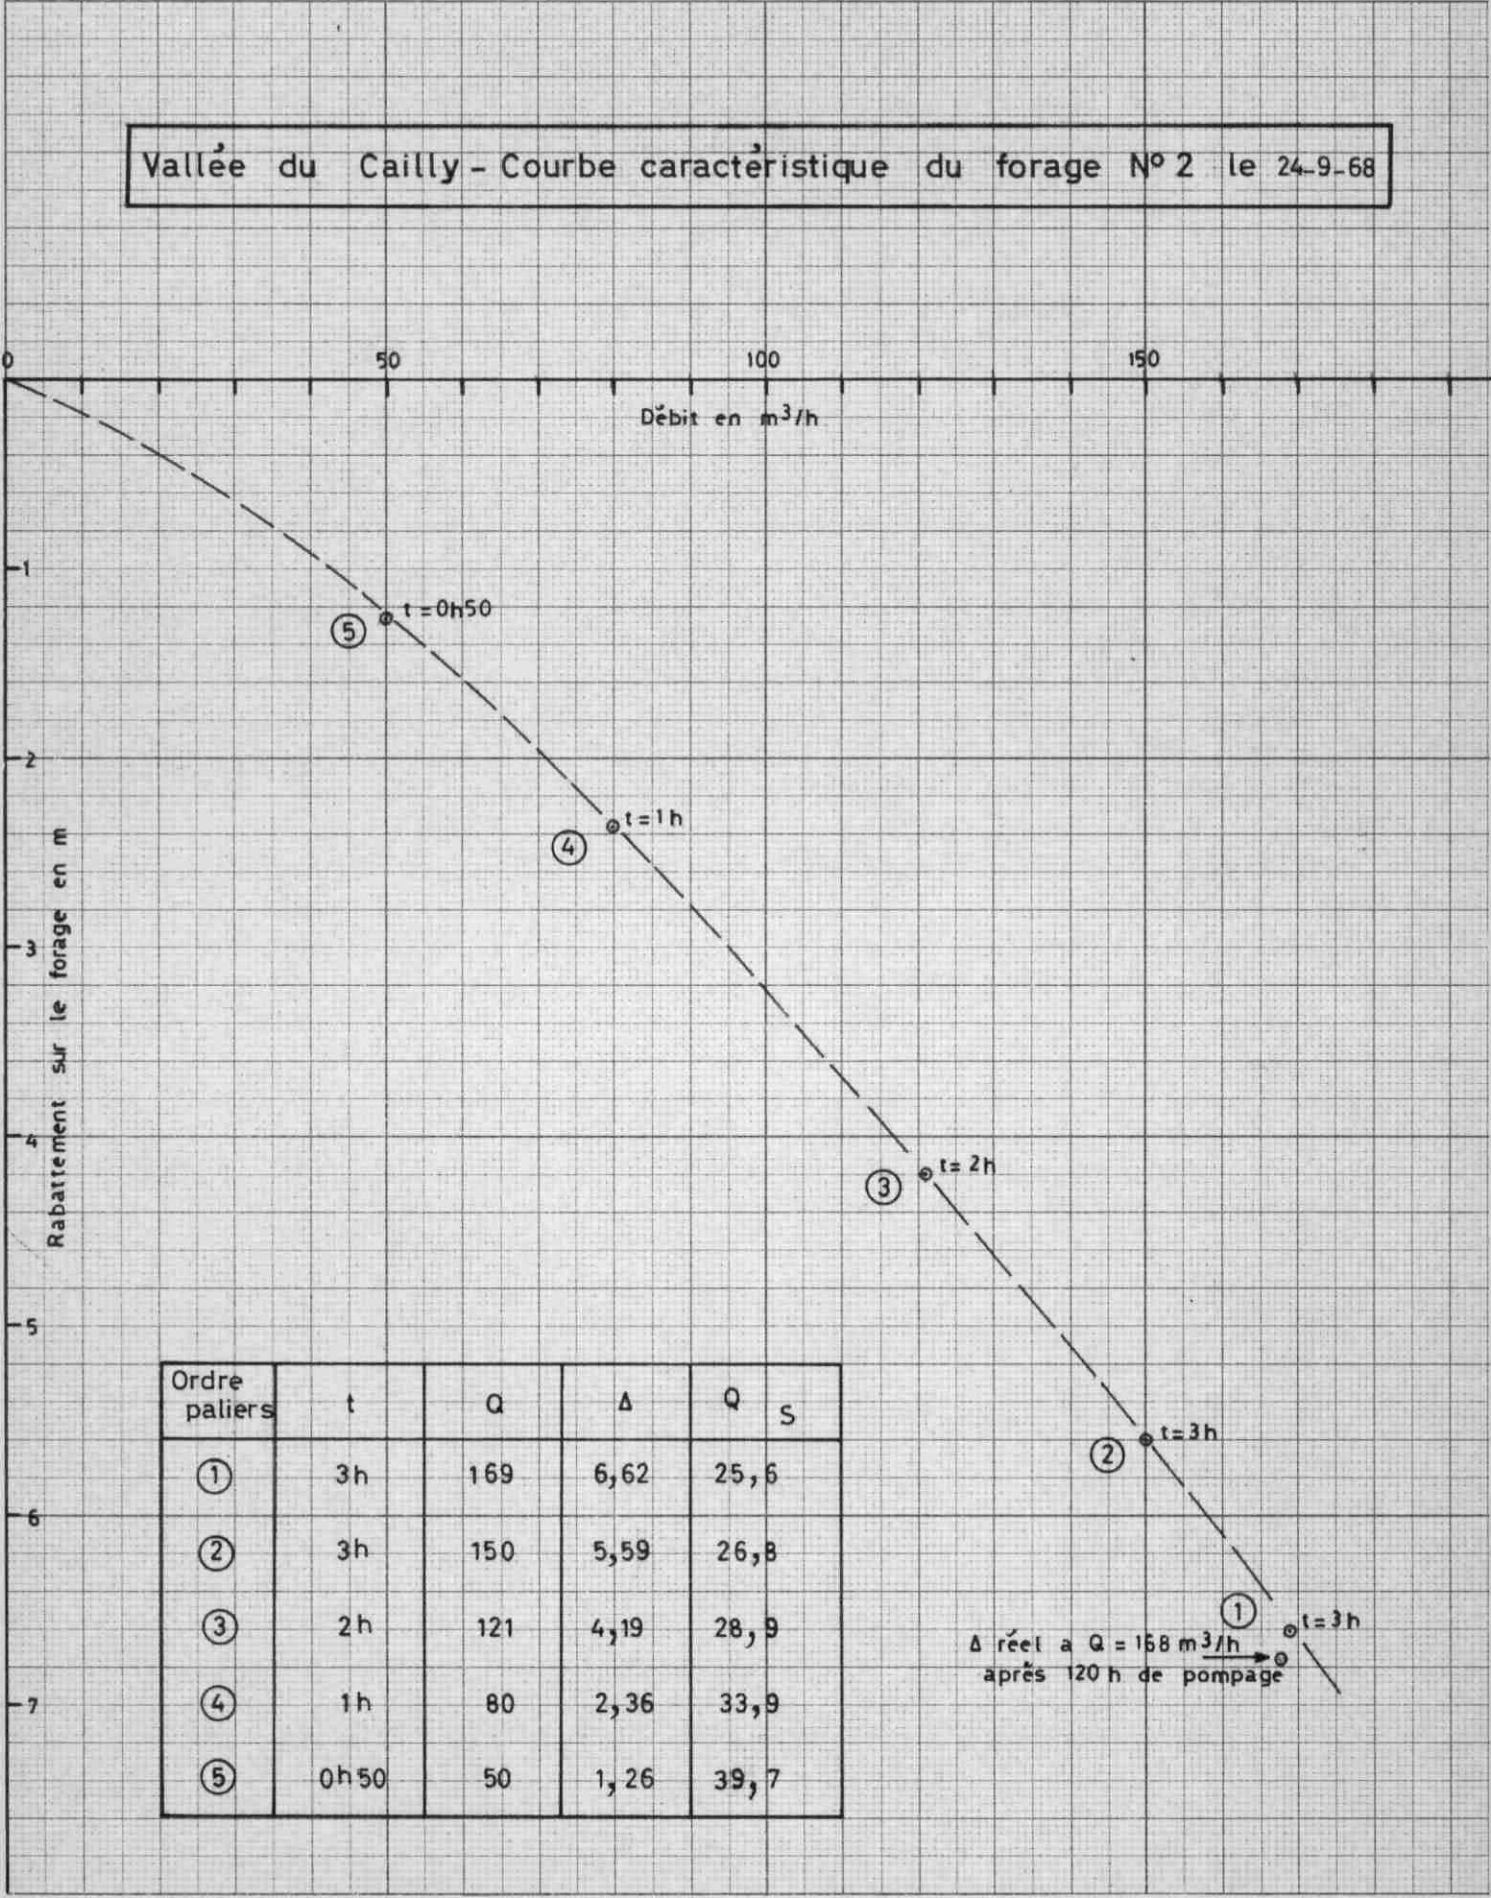 Vallée du Cailly - Courbe caractéristique du forage Nº 2 le 24-9-68
0 50 100 150
Débit en m³/h
1
t = 0h50
5
2
t = 1h
4
Rabattement sur le forage en m
3
4
t = 2h
3
5
t = 3h
2
6
1
t = 3h
Δ réel a Q = 168 m³/h
après 120 h de pompage
7
Ordre paliers t Q Δ Q S
1 3h 169 6,62 25,6
2 3h 150 5,59 26,8
3 2h 121 4,19 28,9
4 1h 80 2,36 33,9
5 0h50 50 1,26 39,7